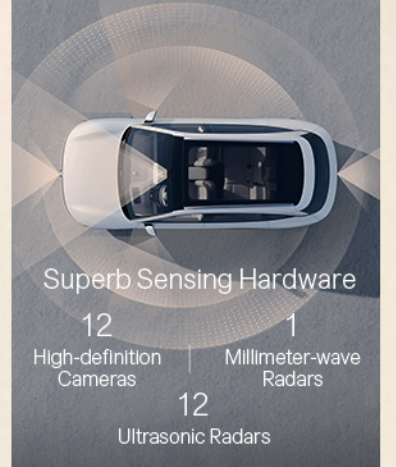 Superb Sensing Hardware
12
High-definition
Cameras
1
Millimeter-wave
Radars
12
Ultrasonic Radars